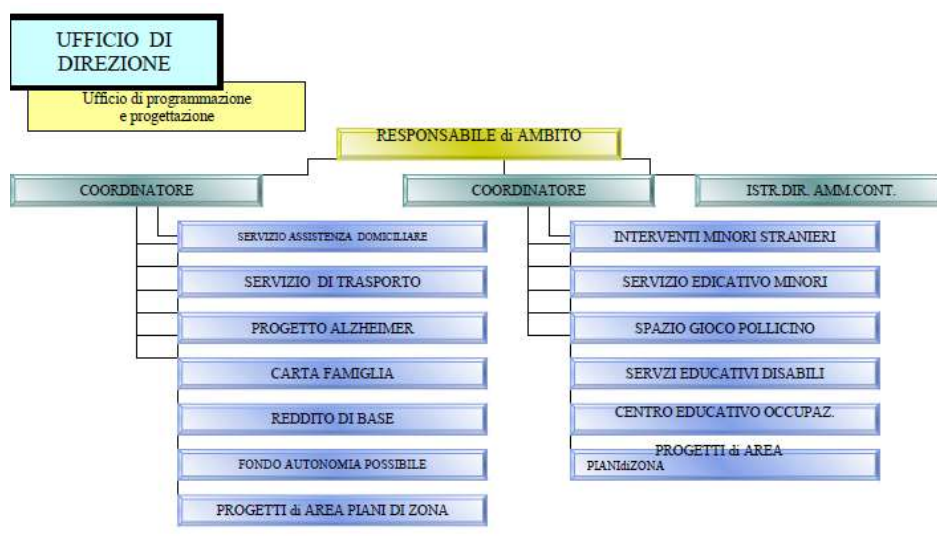 UFFICIO DI
DIREZIONE
Ufficio di programmazione
e progettazione
RESPONSABILE di AMBITO
COORDINATORE
COORDINATORE
ISTR.DIR. AMM.CONT.
SERVIZIO ASSISTENZA DOMICILIARE
SERVIZIO DI TRASPORTO
PROGETTO ALZHEIMER
CARTA FAMIGLIA
REDDITO DI BASE
FONDO AUTONOMIA POSSIBILE
PROGETTI di AREA PIANI DI ZONA
INTERVENTI MINORI STRANIERI
SERVIZIO EDICATIVO MINORI
SPAZIO GIOCO POLLICINO
SERVZI EDUCATIVI DISABILI
CENTRO EDUCATIVO OCCUPAZ.
PROGETTI di AREA
PIANIdiZONA